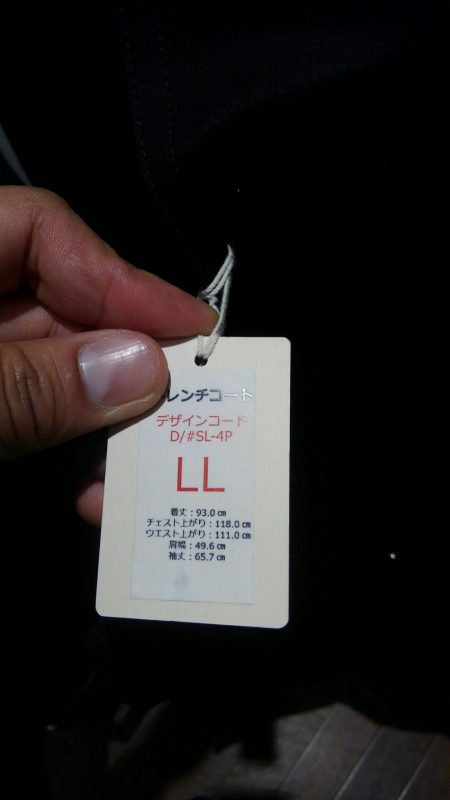 レンチコート
デザインコード
D/#SL-4P
LL
着丈：93.0㎝
チェスト上がり：118.0㎝
ウエスト上がり：111.0㎝
肩幅：49.6㎝
袖丈：65.7㎝